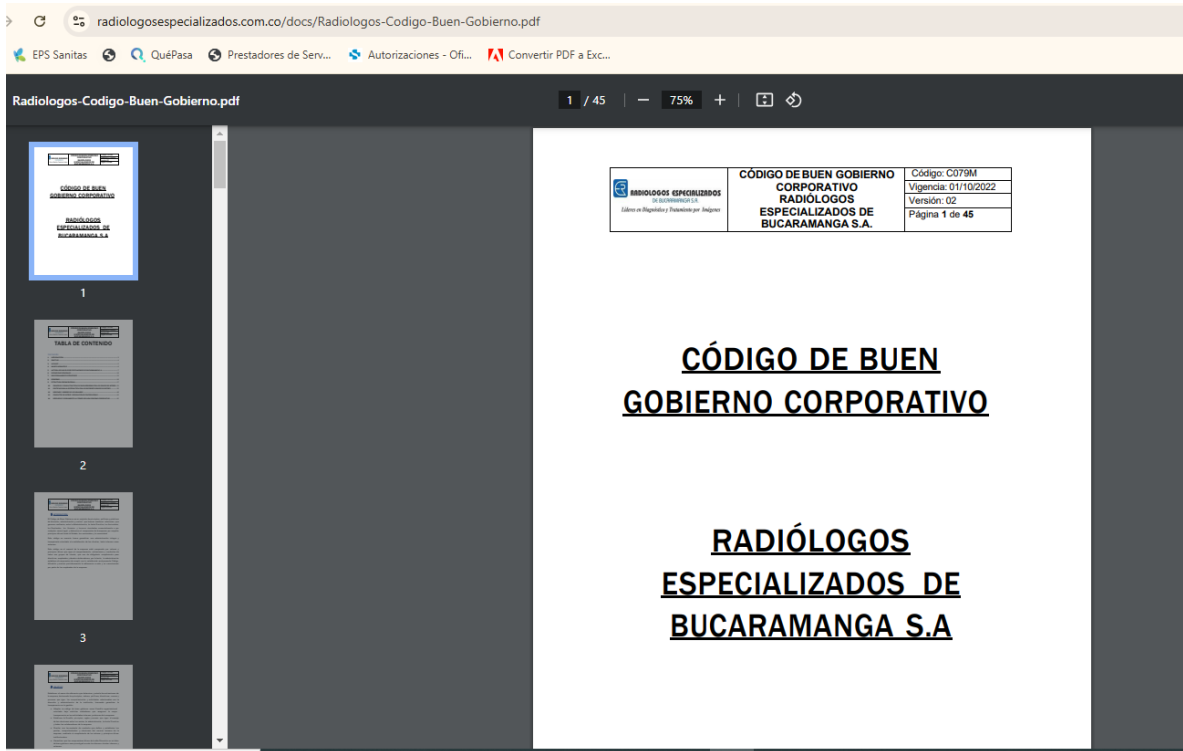 radiologosespecializados.com.co/docs/Radiologos-Codigo-Buen-Gobierno.pdf
EPS Sanitas QuéPasa Prestadores de Serv... Autorizaciones - Ofi... Convertir PDF a Exc...
Radiologos-Codigo-Buen-Gobierno.pdf 1 / 45 75%
CÓDIGO DE BUEN
GOBIERNO CORPORATIVO
RADIÓLOGOS
ESPECIALIZADOS DE
BUCARAMANGA S.A
1
TABLA DE CONTENIDO
2
3
RADIOLOGOS ESPECIALIZADOS
DE BUCARAMANGA S.A.
Líderes en Diagnóstico y Tratamiento por Imágenes
CÓDIGO DE BUEN GOBIERNO
CORPORATIVO
RADIÓLOGOS
ESPECIALIZADOS DE
BUCARAMANGA S.A.
Código: C079M
Vigencia: 01/10/2022
Versión: 02
Página 1 de 45
CÓDIGO DE BUEN
GOBIERNO CORPORATIVO
RADIÓLOGOS
ESPECIALIZADOS DE
BUCARAMANGA S.A